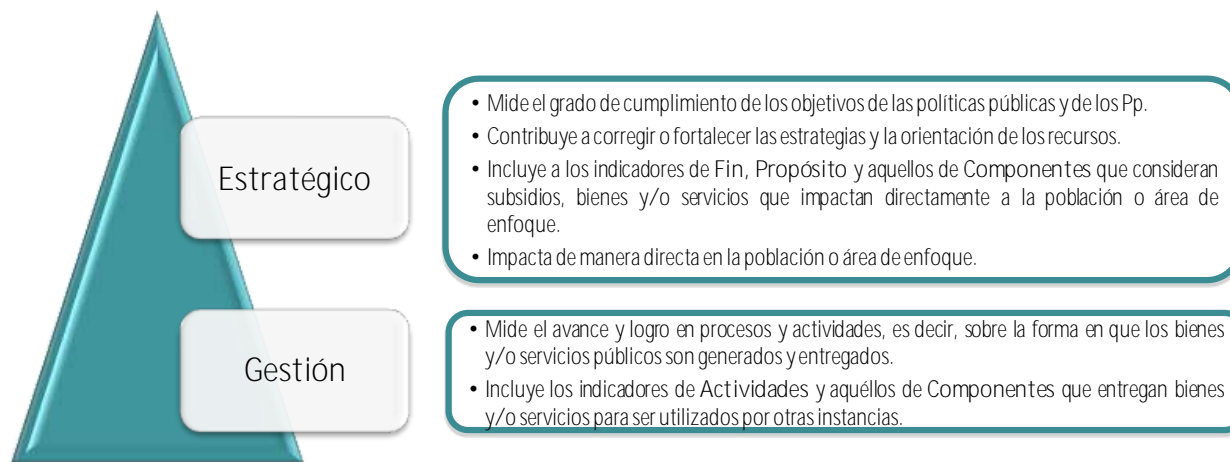 Estratégico
• Mide el grado de cumplimiento de los objetivos de las políticas públicas y de los Pp.
• Contribuye a corregir o fortalecer las estrategias y la orientación de los recursos.
• Incluye a los indicadores de Fin, Propósito y aquellos de Componentes que consideran
subsidios, bienes y/o servicios que impactan directamente a la población o área de
enfoque.
• Impacta de manera directa en la población o área de enfoque.
Gestión
• Mide el avance y logro en procesos y actividades, es decir, sobre la forma en que los bienes
y/o servicios públicos son generados y entregados.
• Incluye los indicadores de Actividades y aquéllos de Componentes que entregan bienes
y/o servicios para ser utilizados por otras instancias.